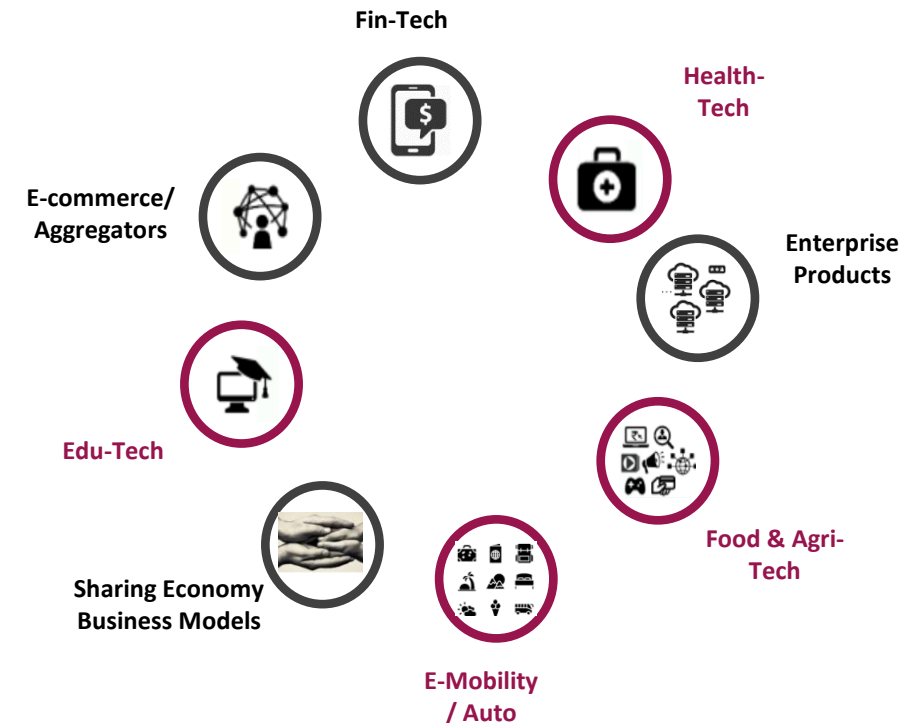 Fin-Tech
Health-
Tech
E-commerce/
Aggregators
Enterprise
Products
$
Edu-Tech
Food & Agri-
Tech
Sharing Economy
Business Models
E-Mobility
/ Auto